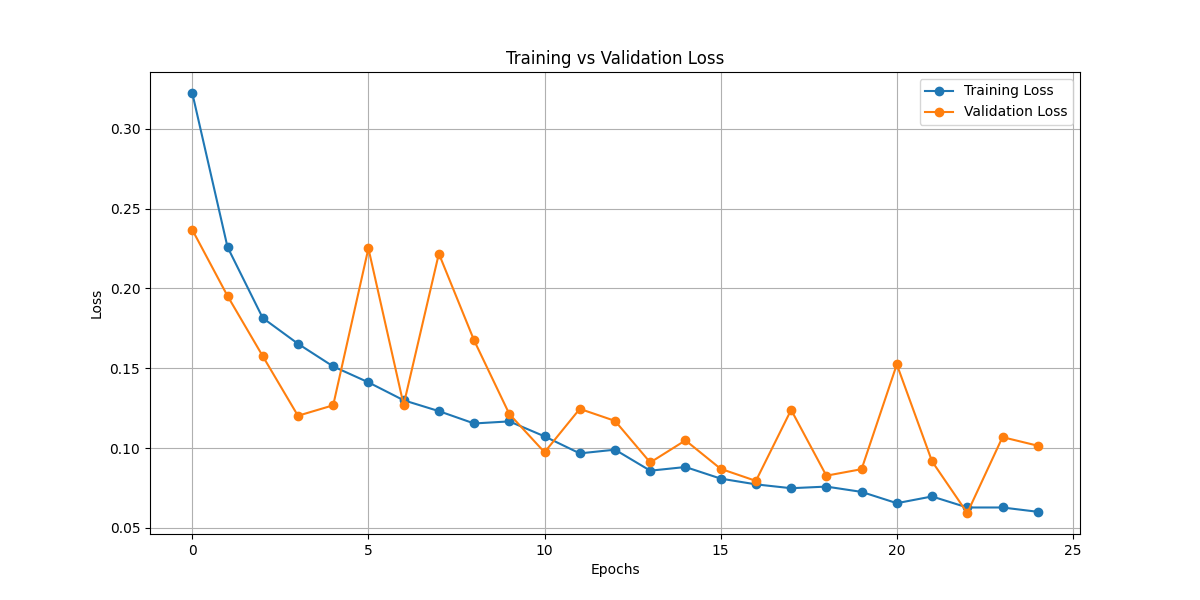 Training vs Validation Loss
Training Loss
Validation Loss
0.30
0.25
0.20
0.15
0.10
0.05
Loss
0 5 10 15 20 25
Epochs